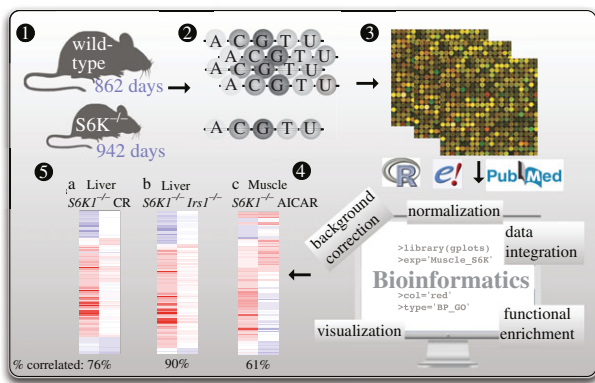 1
wild-
type
862 days
S6K–/–
942 days
2
A C G T U
A C G T U
A C G T U
A C G T U
A C G T U
3
R e! PubMed
4
background
correction
normalization
data
integration
>library(gplots)
>exp='Muscle_S6K'
Bioinformatics
>col='red'
>type='BP_GO'
visualization
functional
enrichment
5
a Liver b Liver c Muscle
S6K1–/– CR S6K1–/– Irs1–/– S6K1–/– AICAR
% correlated: 76% 90% 61%